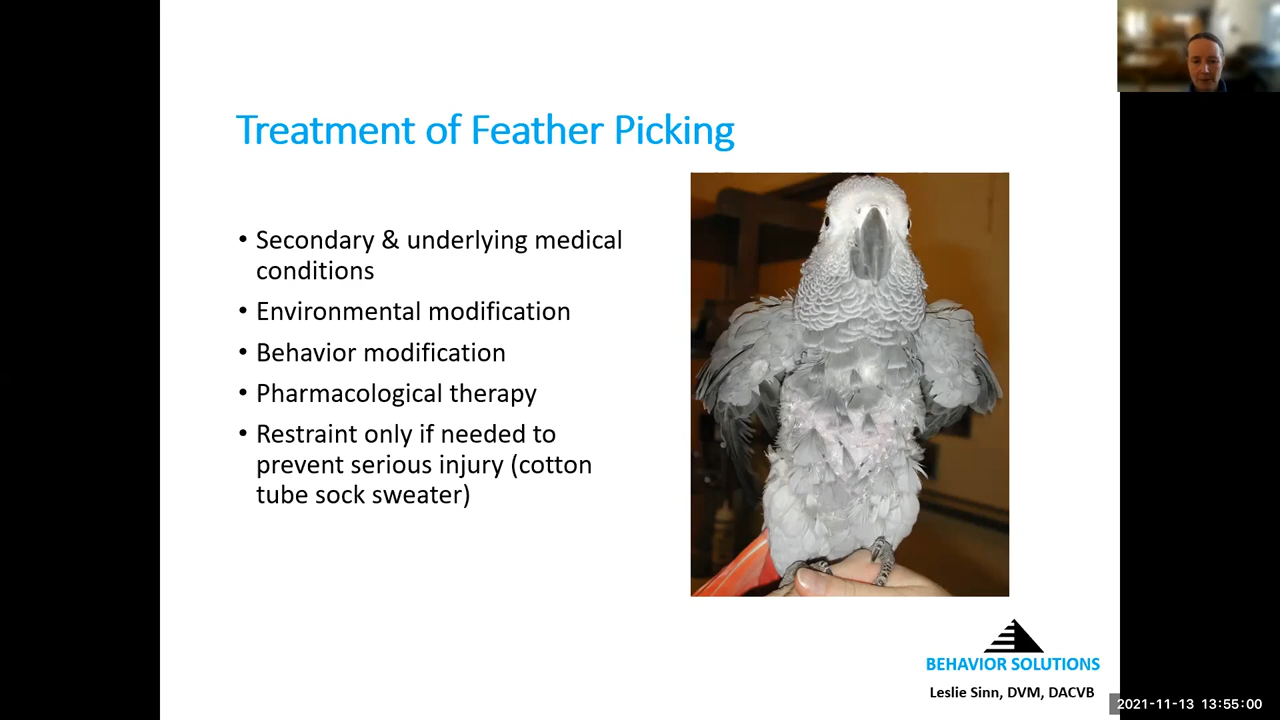 Treatment of Feather Picking
• Secondary & underlying medical
conditions
• Environmental modification
• Behavior modification
• Pharmacological therapy
• Restraint only if needed to
prevent serious injury (cotton
tube sock sweater)
BEHAVIOR SOLUTIONS
Leslie Sinn, DVM, DACVB
2021-11-13 13:55:00